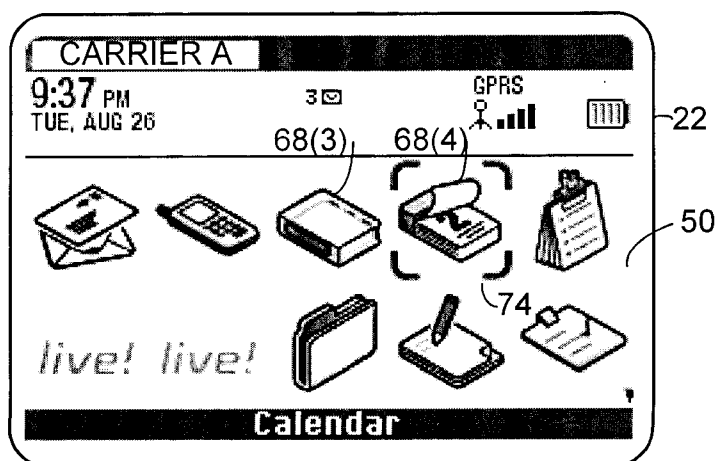 CARRIER A
9:37 PM
TUE, AUG 26
3
GPRS
22
68(3) 68(4)
50
74
live! live!
Calendar